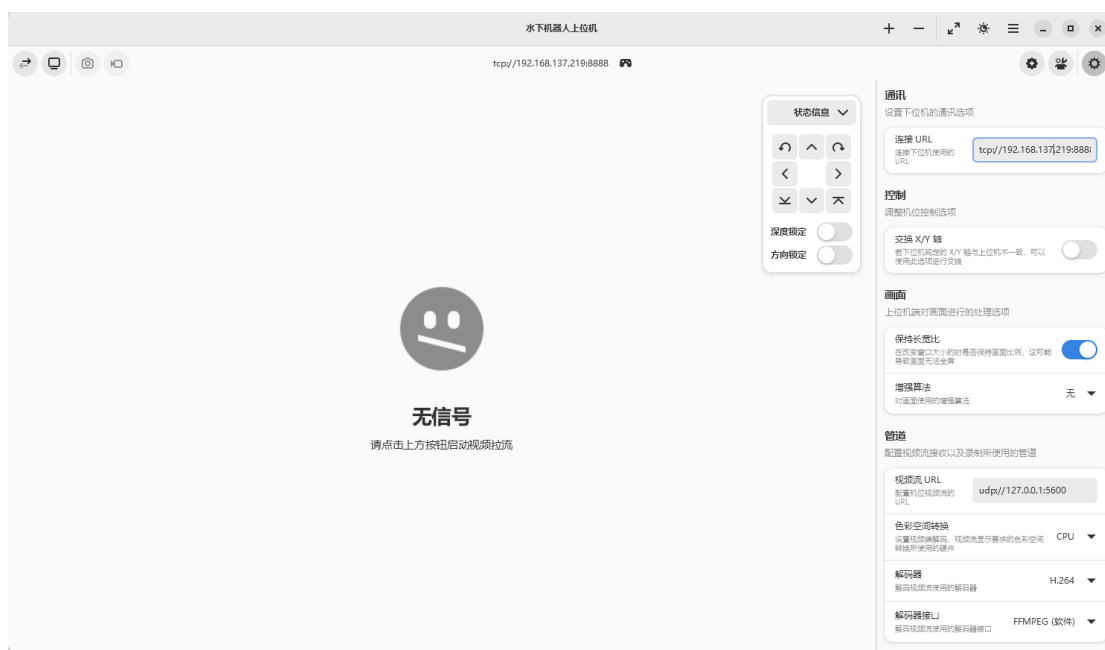 水下机器人上位机
tcp://192.168.137.219:8888
状态信息
深度锁定
方向锁定
无信号
请点击上方按钮启动视频拉流
通讯
设置下位机的通讯选项
连接 URL
连接下位机使用的
URL
tcp://192.168.137.219:888
控制
调整机位控制选项
交换 X/Y 轴
若下位机规定的 X/Y 轴与上位机不一致，可以
使用此选项进行交换
画面
上位机端对画面进行的处理选项
保持长宽比
在改变窗口大小的时是否保持画面比例，这可能
导致画面无法全屏
增强算法
对画面使用的增强算法
无
管道
配置视频流接收以及录制所使用的管道
视频流 URL
配置机位视频流的
URL
udp://127.0.0.1:5600
色彩空间转换
设置视频编解码、视频流显示要求的色彩空间
转换所使用的硬件
CPU
解码器
解码视频流使用的解码器
H.264
解码器接口
解码视频流使用的解码器接口
FFMPEG (软件)